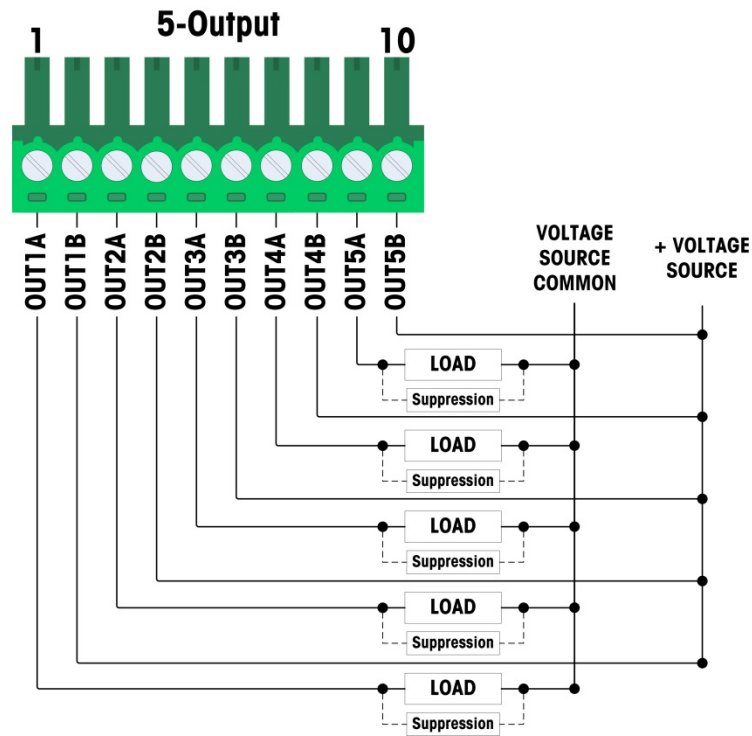 5-Output
1
10
OUT1A
OUT1B
OUT2A
OUT2B
OUT3A
OUT3B
OUT4A
OUT4B
OUT5A
OUT5B
VOLTAGE
SOURCE
COMMON
+ VOLTAGE
SOURCE
LOAD
Suppression
LOAD
Suppression
LOAD
Suppression
LOAD
Suppression
LOAD
Suppression